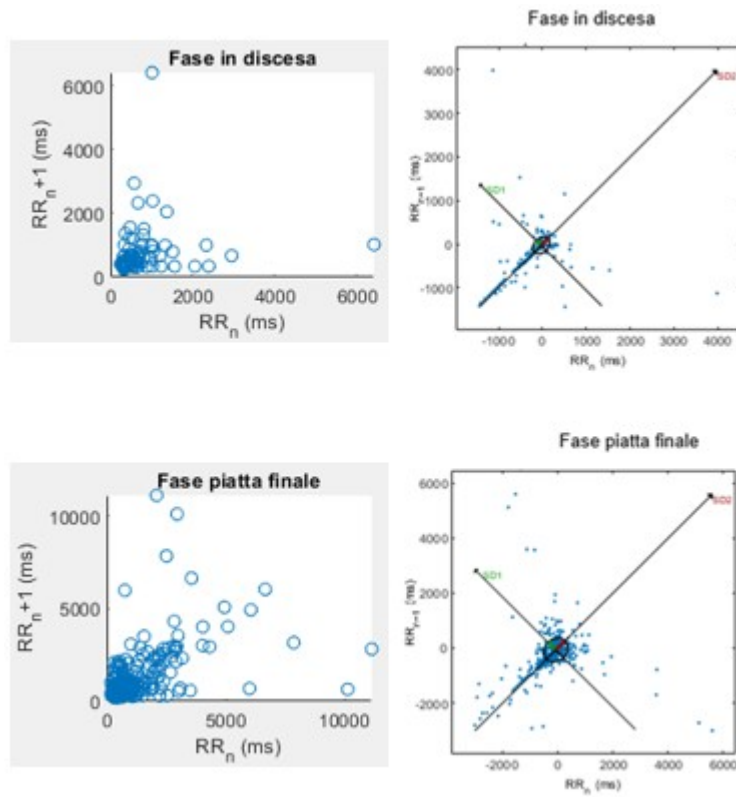 Fase in discesa
RRn+1 (ms)
6000
4000
2000
0
0 2000 4000 6000
RRn (ms)
Fase in discesa
4000
3000
2000
1000
0
-1000
SD2
SD1
-1000 0 1000 2000 3000 4000
RRn (ms)
Fase piatta finale
RRn+1 (ms)
10000
5000
0
0 5000 10000
RRn (ms)
Fase piatta finale
6000
4000
2000
0
-2000
SD2
SD1
-2000 0 2000 4000 6000
RRn (ms)